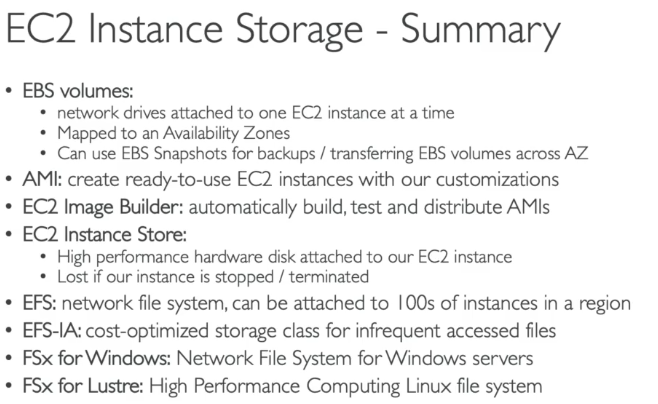 EC2 Instance Storage - Summary
• EBS volumes:
• network drives attached to one EC2 instance at a time
• Mapped to an Availability Zones
• Can use EBS Snapshots for backups / transferring EBS volumes across AZ
• AMI: create ready-to-use EC2 instances with our customizations
• EC2 Image Builder: automatically build, test and distribute AMIs
• EC2 Instance Store:
• High performance hardware disk attached to our EC2 instance
• Lost if our instance is stopped / terminated
• EFS: network file system, can be attached to 100s of instances in a region
• EFS-IA: cost-optimized storage class for infrequent accessed files
• FSx for Windows: Network File System for Windows servers
• FSx for Lustre: High Performance Computing Linux file system